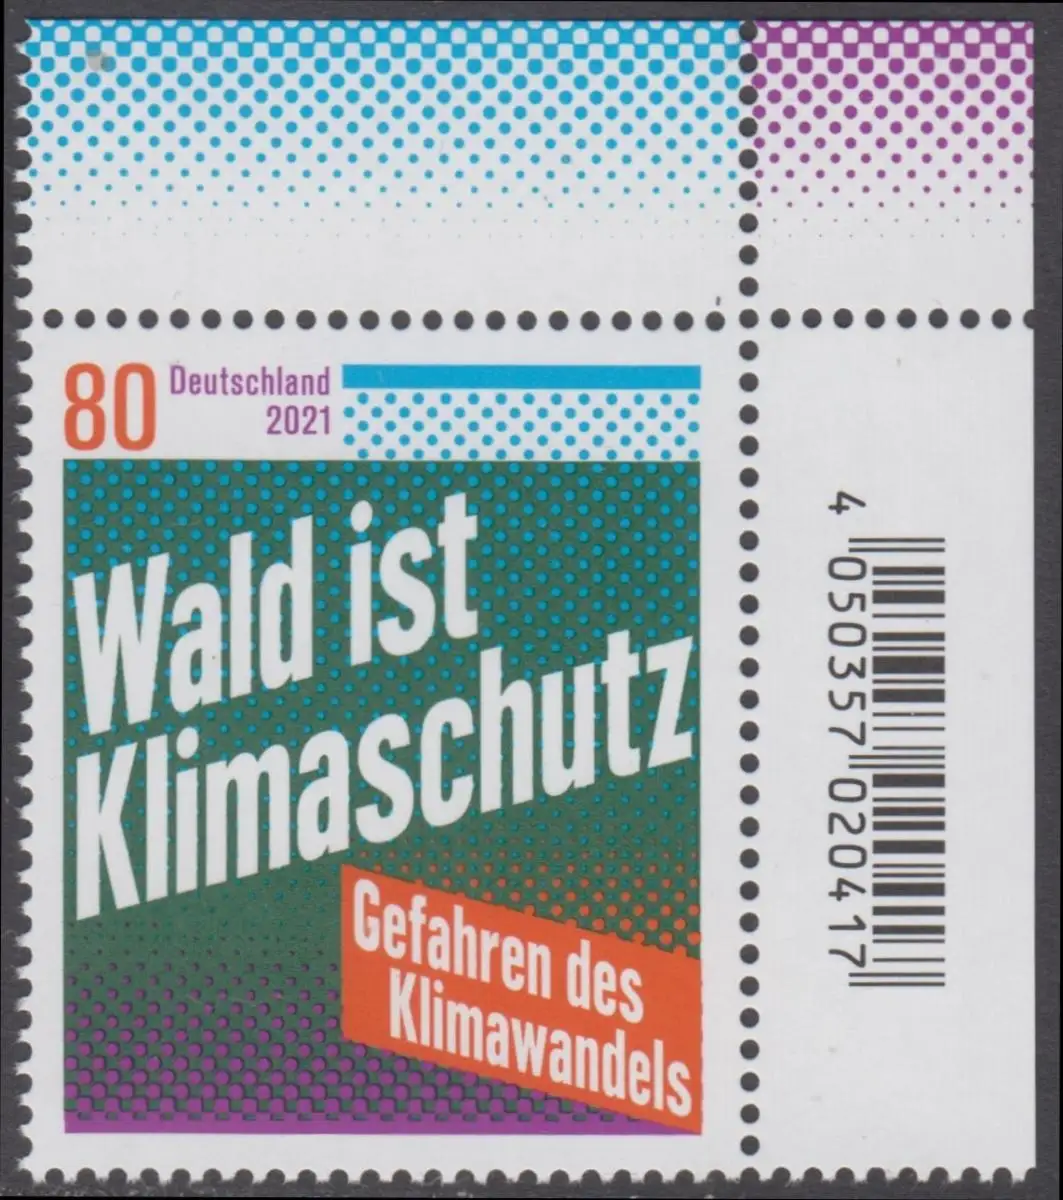 80 Deutschland
2021
Wald ist
Klimaschutz
Gefahren des
Klimawandels
4 050357 020417